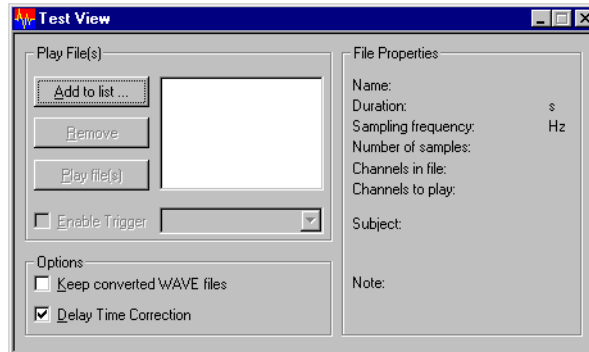 Test View
Play File(s)
Add to list ...
Remove
Play file(s)
Enable Trigger
Options
Keep converted WAVE files
Delay Time Correction
File Properties
Name:
Duration: s
Sampling frequency: Hz
Number of samples:
Channels in file:
Channels to play:
Subject:
Note: